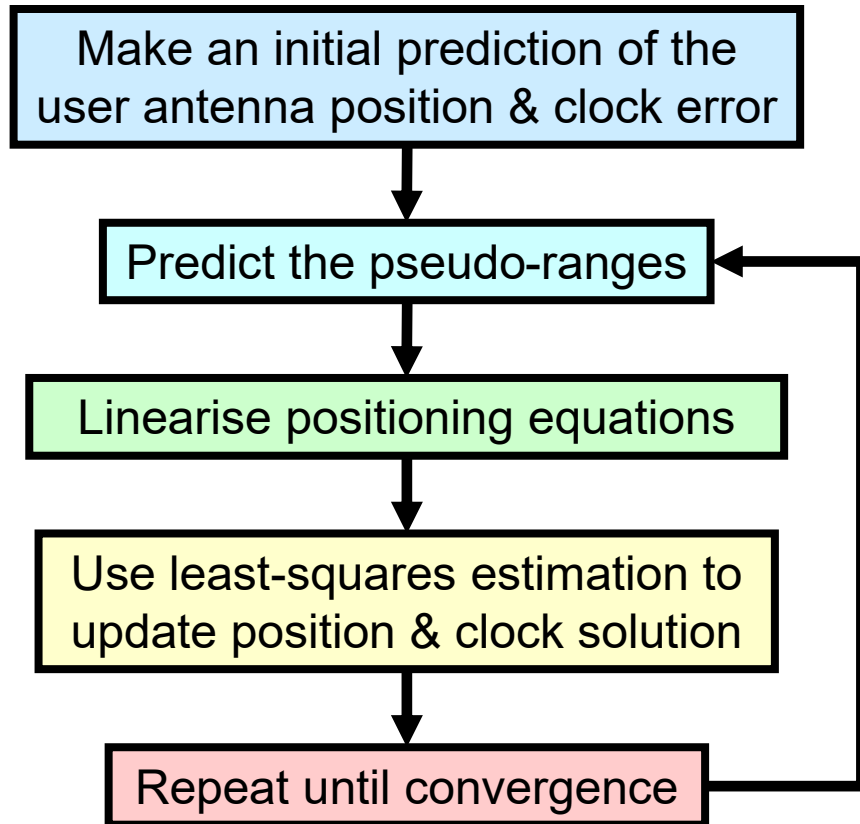 Make an initial prediction of the
user antenna position & clock error
Predict the pseudo-ranges
Linearise positioning equations
Use least-squares estimation to
update position & clock solution
Repeat until convergence